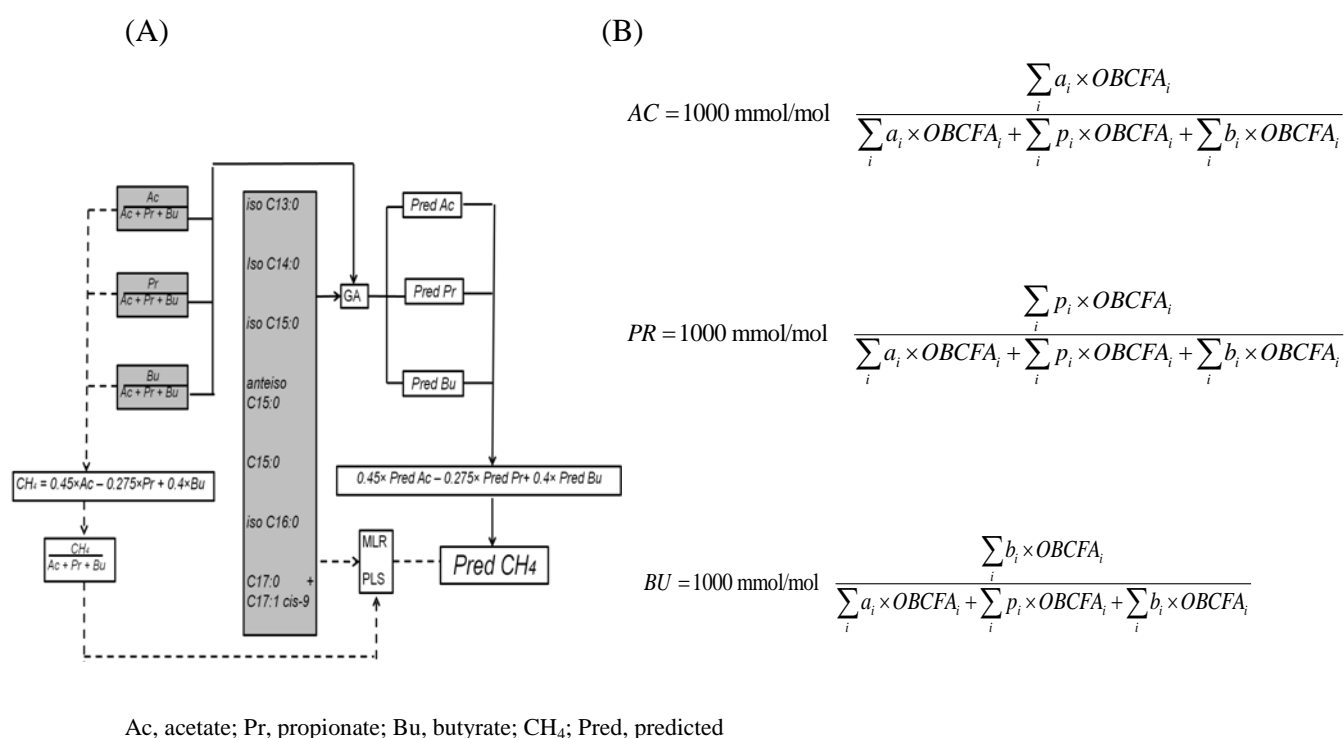 (A)
Ac
Ac + Pr + Bu
Pr
Ac + Pr + Bu
Bu
Ac + Pr + Bu
CH₄ = 0.45×Ac – 0.275×Pr + 0.4×Bu
CH₄
Ac + Pr + Bu
iso C13:0
Iso C14:0
iso C15:0
anteiso
C15:0
C15:0
iso C16:0
C17:0 +
C17:1 cis-9
GA
MLR
PLS
Pred Ac
Pred Pr
Pred Bu
0.45× Pred Ac – 0.275× Pred Pr+ 0.4× Pred Bu
Pred CH₄
(B)
AC = 1000 mmol/mol ∑i ai × OBCFAi
∑i ai × OBCFAi + ∑i pi × OBCFAi + ∑i bi × OBCFAi
PR = 1000 mmol/mol ∑i pi × OBCFAi
∑i ai × OBCFAi + ∑i pi × OBCFAi + ∑i bi × OBCFAi
BU = 1000 mmol/mol ∑i bi × OBCFAi
∑i ai × OBCFAi + ∑i pi × OBCFAi + ∑i bi × OBCFAi
Ac, acetate; Pr, propionate; Bu, butyrate; CH₄; Pred, predicted